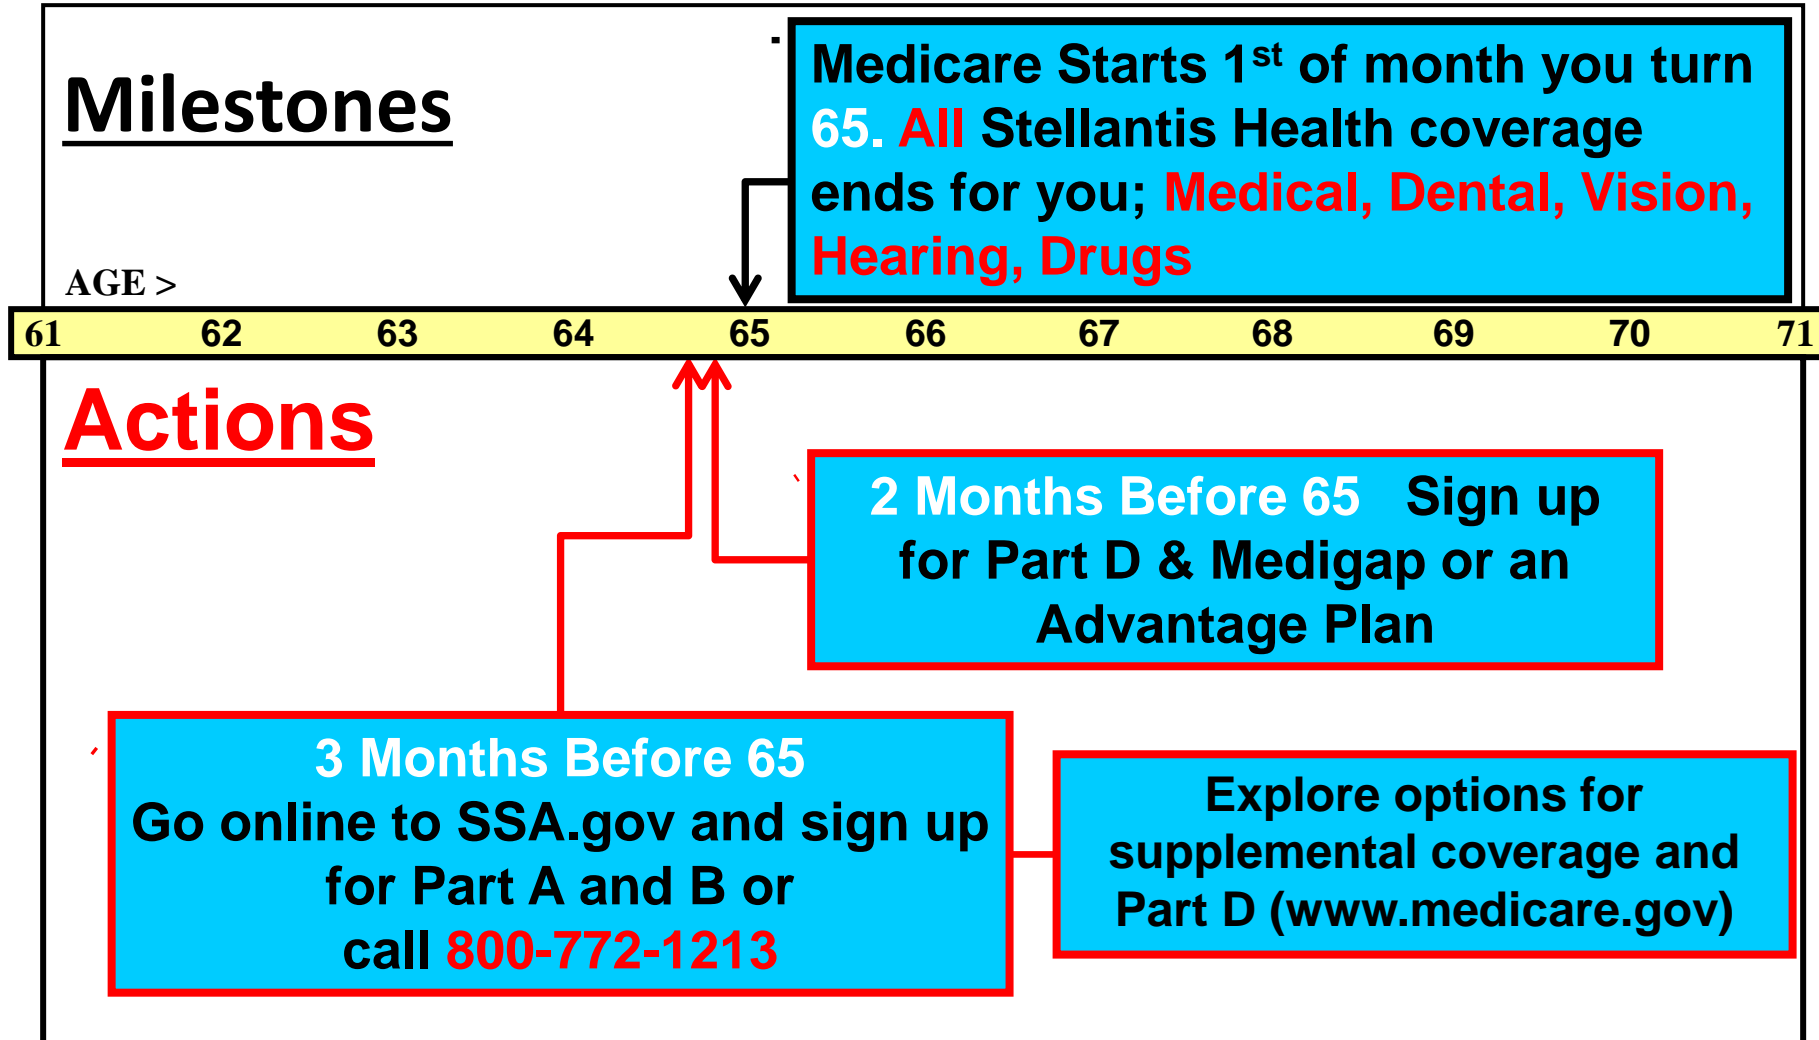 Milestones
Medicare Starts 1st of month you turn
65. All Stellantis Health coverage
ends for you; Medical, Dental, Vision,
Hearing, Drugs
AGE >
61 62 63 64 65 66 67 68 69 70 71
Actions
2 Months Before 65 Sign up
for Part D & Medigap or an
Advantage Plan
3 Months Before 65
Go online to SSA.gov and sign up
for Part A and B or
call 800-772-1213
Explore options for
supplemental coverage and
Part D (www.medicare.gov)